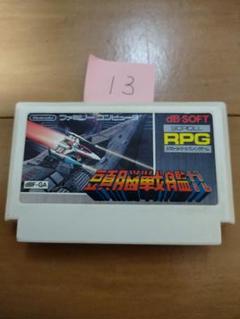 13
Nintendo ファミリーコンピュータ
dB-SOFT
SCROLL
RPG
頭脳戦艦ガル
dBF-GA